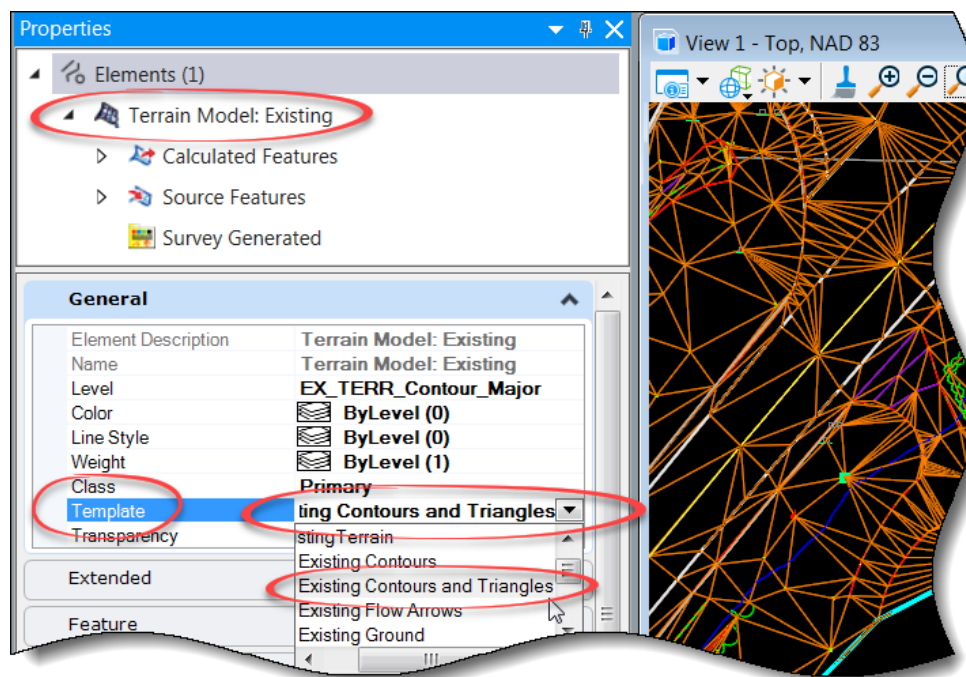 Properties
Elements (1)
Terrain Model: Existing
Calculated Features
Source Features
Survey Generated
General
Element Description Terrain Model: Existing
Name Terrain Model: Existing
Level EX_TERR_Contour_Major
Color ByLevel (0)
Line Style ByLevel (0)
Weight ByLevel (1)
Class Primary
Template ting Contours and Triangles
Transparency
sting Terrain
Existing Contours
Existing Contours and Triangles
Existing Flow Arrows
Existing Ground
Extended
Feature
View 1 - Top, NAD 83